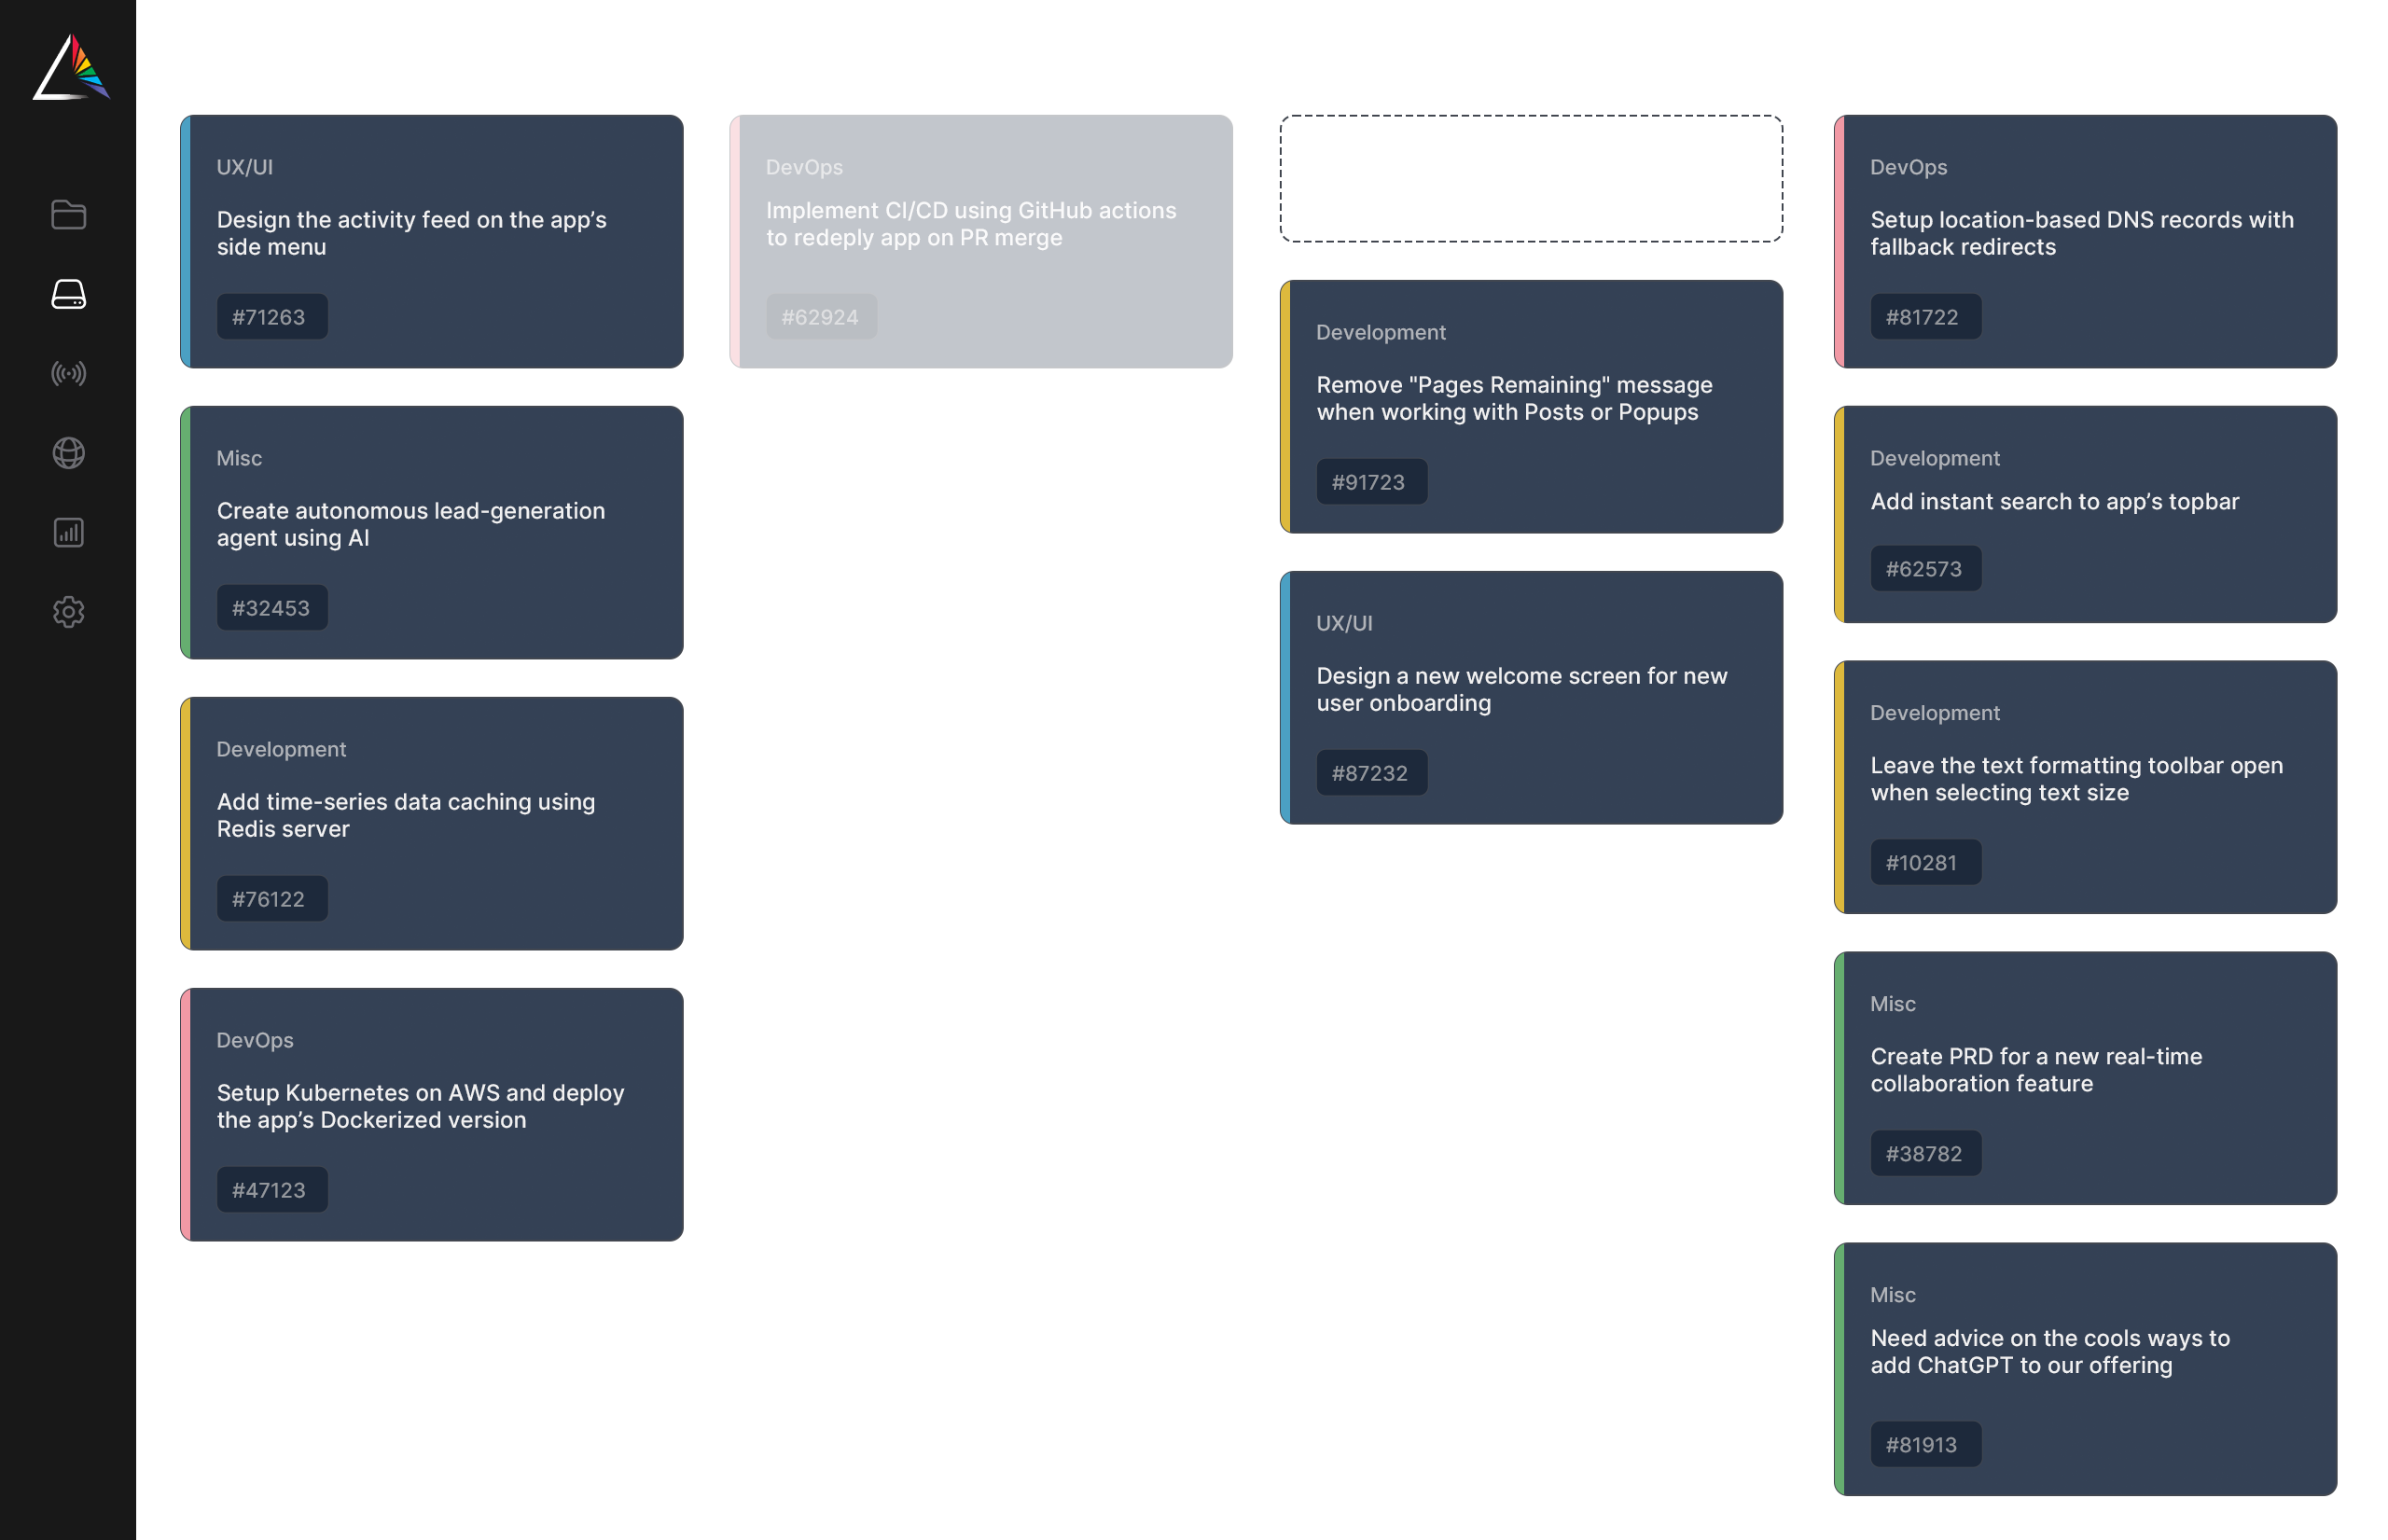 UX/UI
Design the activity feed on the app’s
side menu
#71263
Misc
Create autonomous lead-generation
agent using AI
#32453
Development
Add time-series data caching using
Redis server
#76122
DevOps
Setup Kubernetes on AWS and deploy
the app’s Dockerized version
#47123
DevOps
Implement CI/CD using GitHub actions
to redeply app on PR merge
#62924
Development
Remove "Pages Remaining" message
when working with Posts or Popups
#91723
UX/UI
Design a new welcome screen for new
user onboarding
#87232
DevOps
Setup location-based DNS records with
fallback redirects
#81722
Development
Add instant search to app’s topbar
#62573
Development
Leave the text formatting toolbar open
when selecting text size
#10281
Misc
Create PRD for a new real-time
collaboration feature
#38782
Misc
Need advice on the cools ways to
add ChatGPT to our offering
#81913